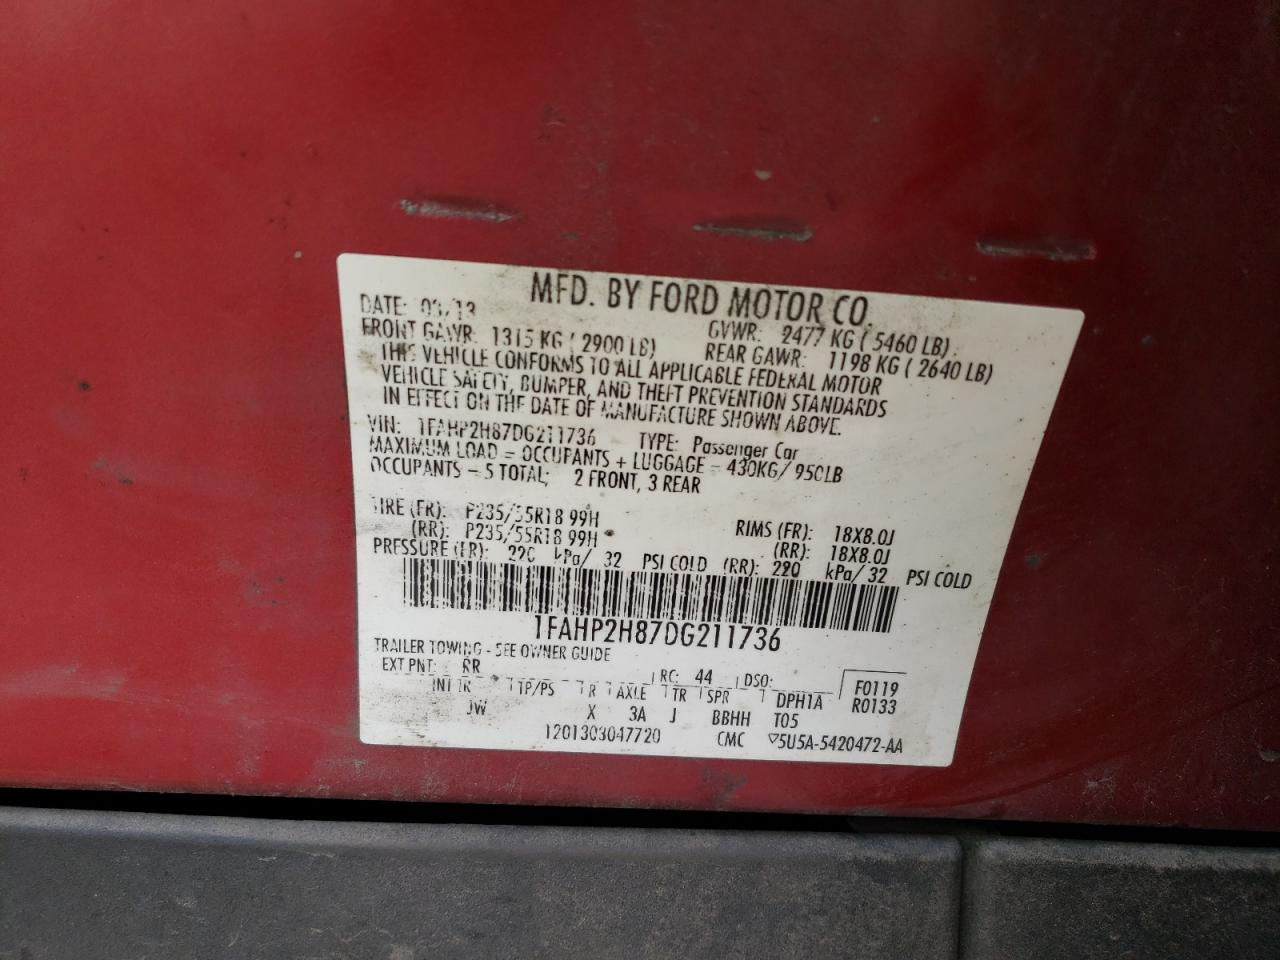 MFD. BY FORD MOTOR CO.
DATE: 03/13 GVWR: 2477 KG ( 5460 LB)
FRONT GAWR: 1315 KG ( 2900 LB) REAR GAWR: 1198 KG ( 2640 LB)
THIS VEHICLE CONFORMS TO ALL APPLICABLE FEDERAL MOTOR
VEHICLE SAFETY, BUMPER, AND THEFT PREVENTION STANDARDS
IN EFFECT ON THE DATE OF MANUFACTURE SHOWN ABOVE.
VIN: 1FAHP2H87DG211736 TYPE: Passenger Car
MAXIMUM LOAD = OCCUPANTS + LUGGAGE = 430KG/ 950LB
OCCUPANTS = 5 TOTAL; 2 FRONT, 3 REAR
TIRE (FR): P235/55R18 99H RIMS (FR): 18X8.0J
(RR): P235/55R18 99H (RR): 18X8.0J
PRESSURE (FR): 220 kPa/ 32 PSI COLD (RR): 220 kPa/ 32 PSI COLD
1FAHP2H87DG211736
TRAILER TOWING - SEE OWNER GUIDE
EXT PNT: RR RC: 44 DSO: F0119
INT TR TP/PS R AXLE TR SPR DPH1A R0133
JW X 3A J BBHH T05
1201303047720 CMC ▽5U5A-5420472-AA